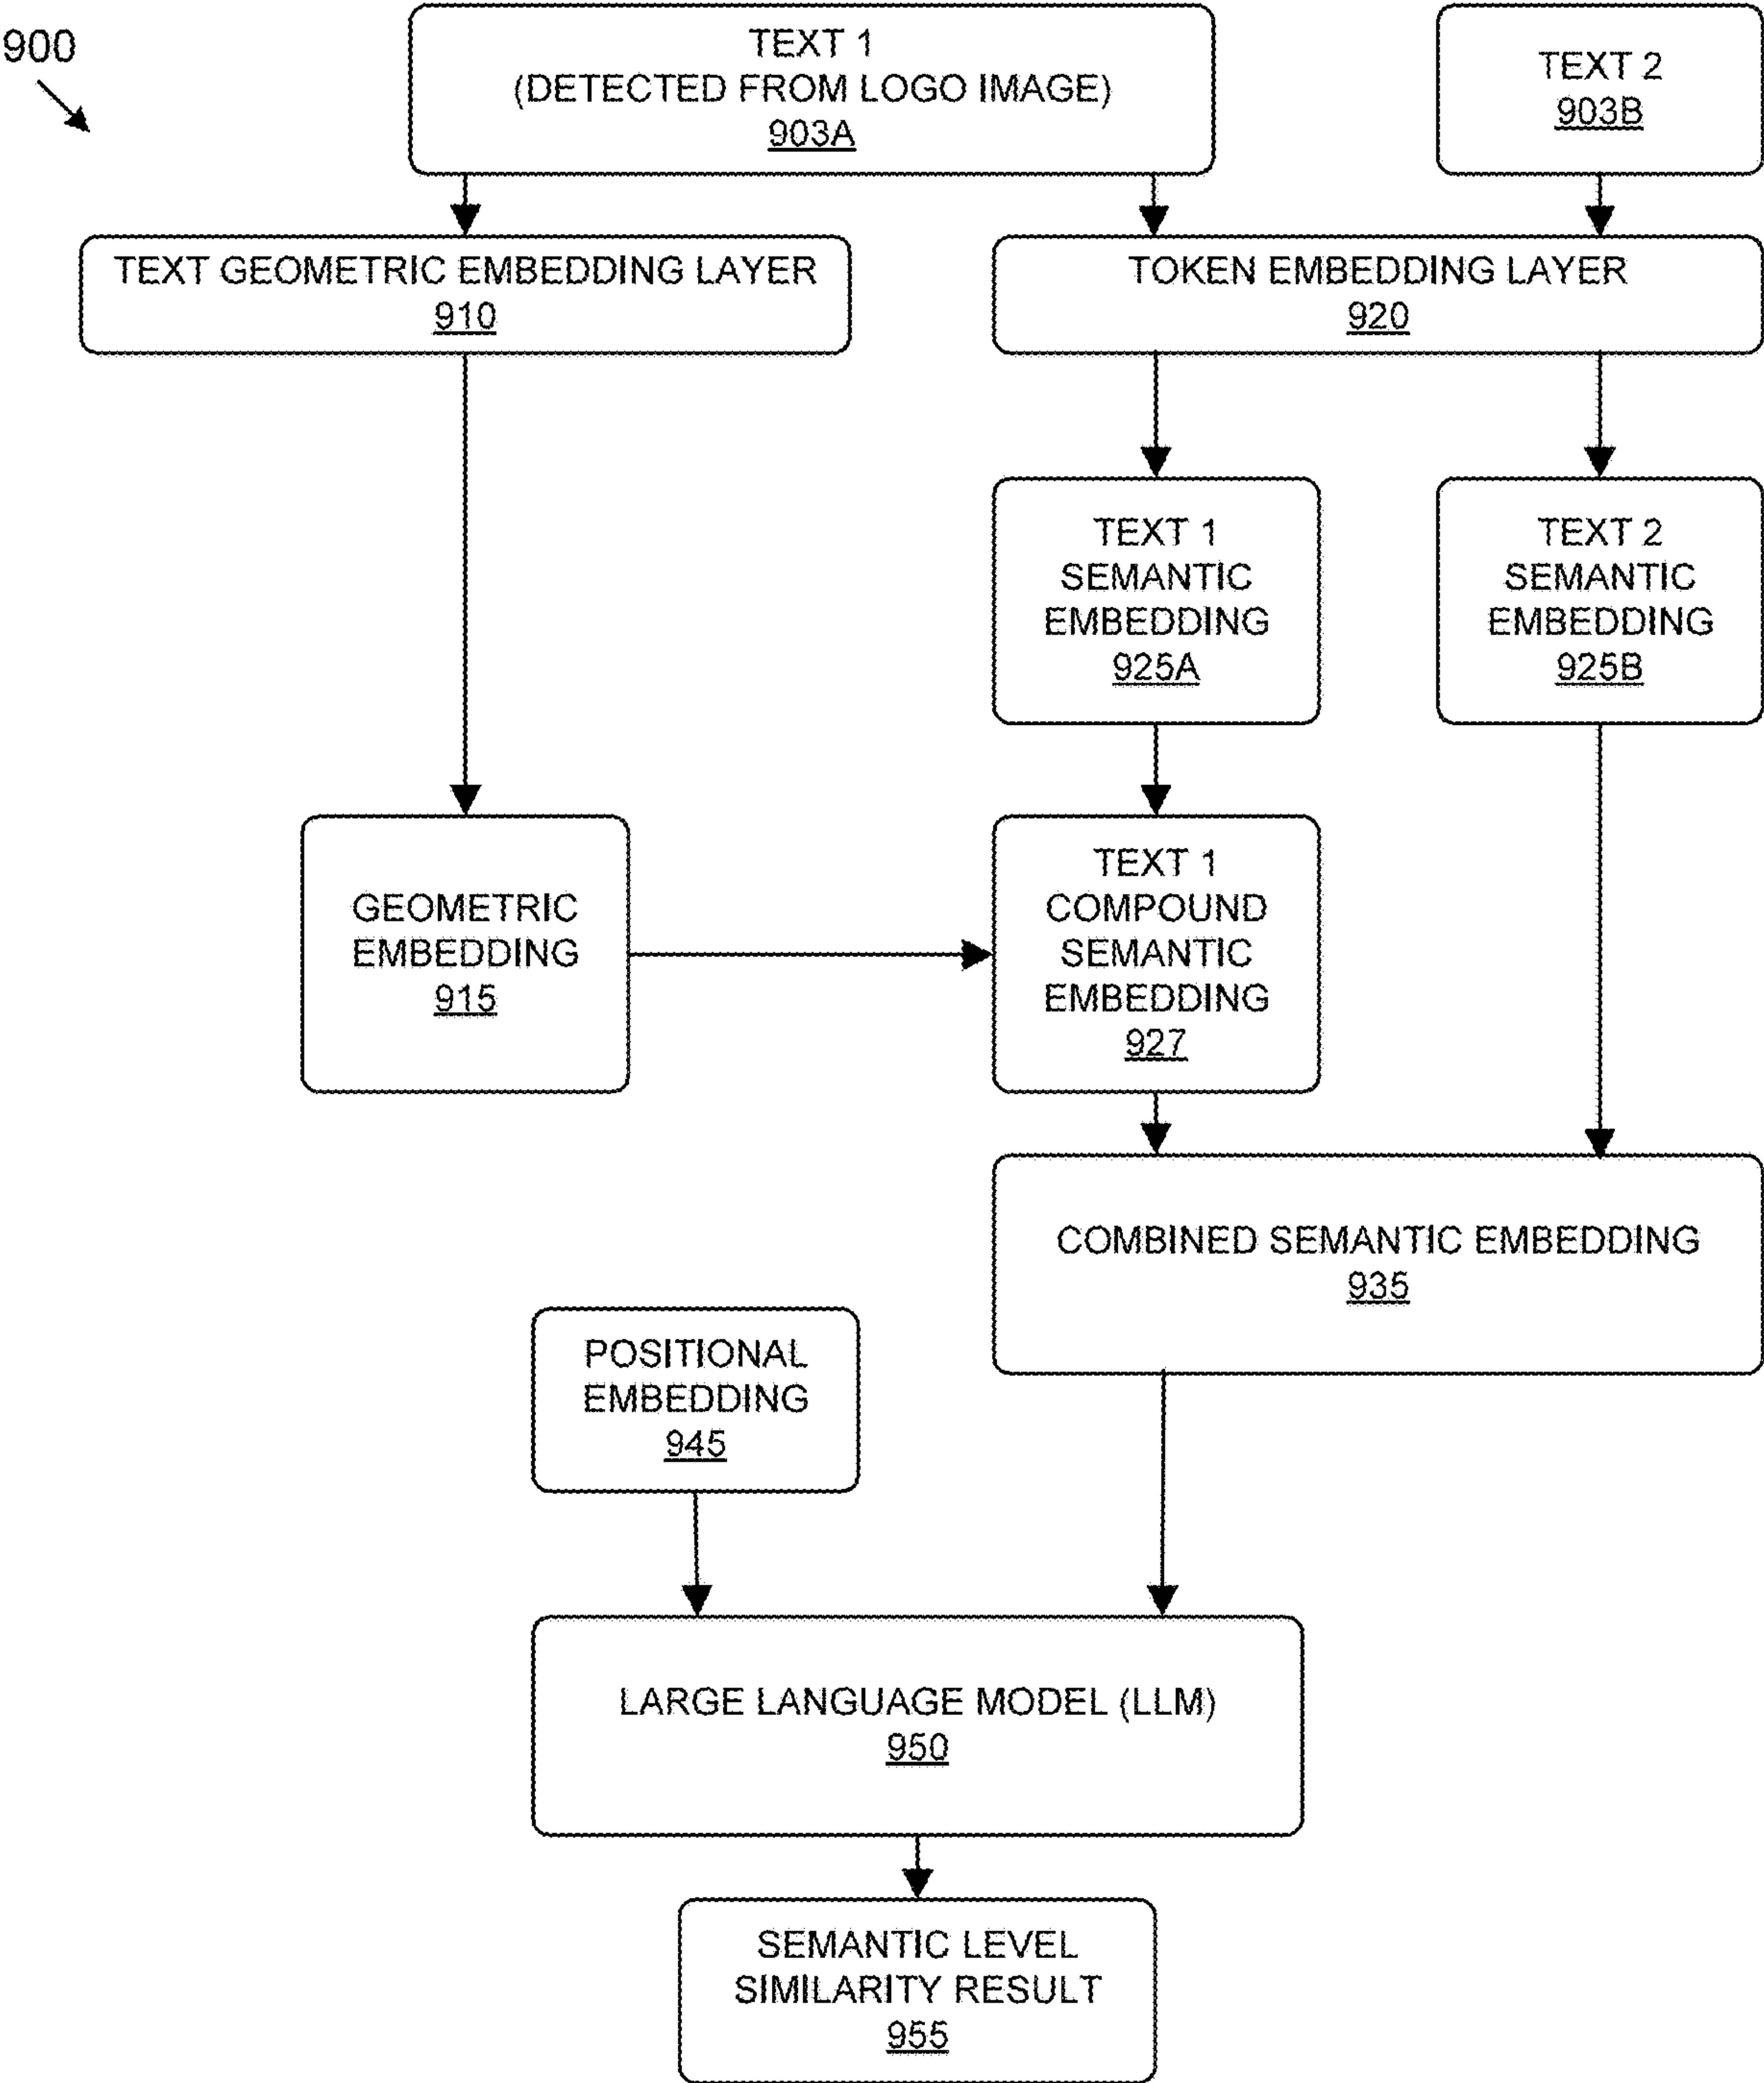 900
TEXT 1
(DETECTED FROM LOGO IMAGE)
903A
TEXT 2
903B
TEXT GEOMETRIC EMBEDDING LAYER
910
TOKEN EMBEDDING LAYER
920
TEXT 1
SEMANTIC
EMBEDDING
925A
TEXT 2
SEMANTIC
EMBEDDING
925B
GEOMETRIC
EMBEDDING
915
TEXT 1
COMPOUND
SEMANTIC
EMBEDDING
927
COMBINED SEMANTIC EMBEDDING
935
POSITIONAL
EMBEDDING
945
LARGE LANGUAGE MODEL (LLM)
950
SEMANTIC LEVEL
SIMILARITY RESULT
955